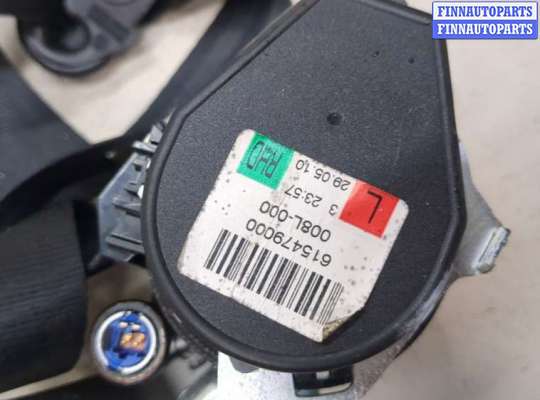 FINNAUTOPARTS
FINNAUTOPARTS
L
RHD
3 23:57
29.05.10
008L-000
615479000